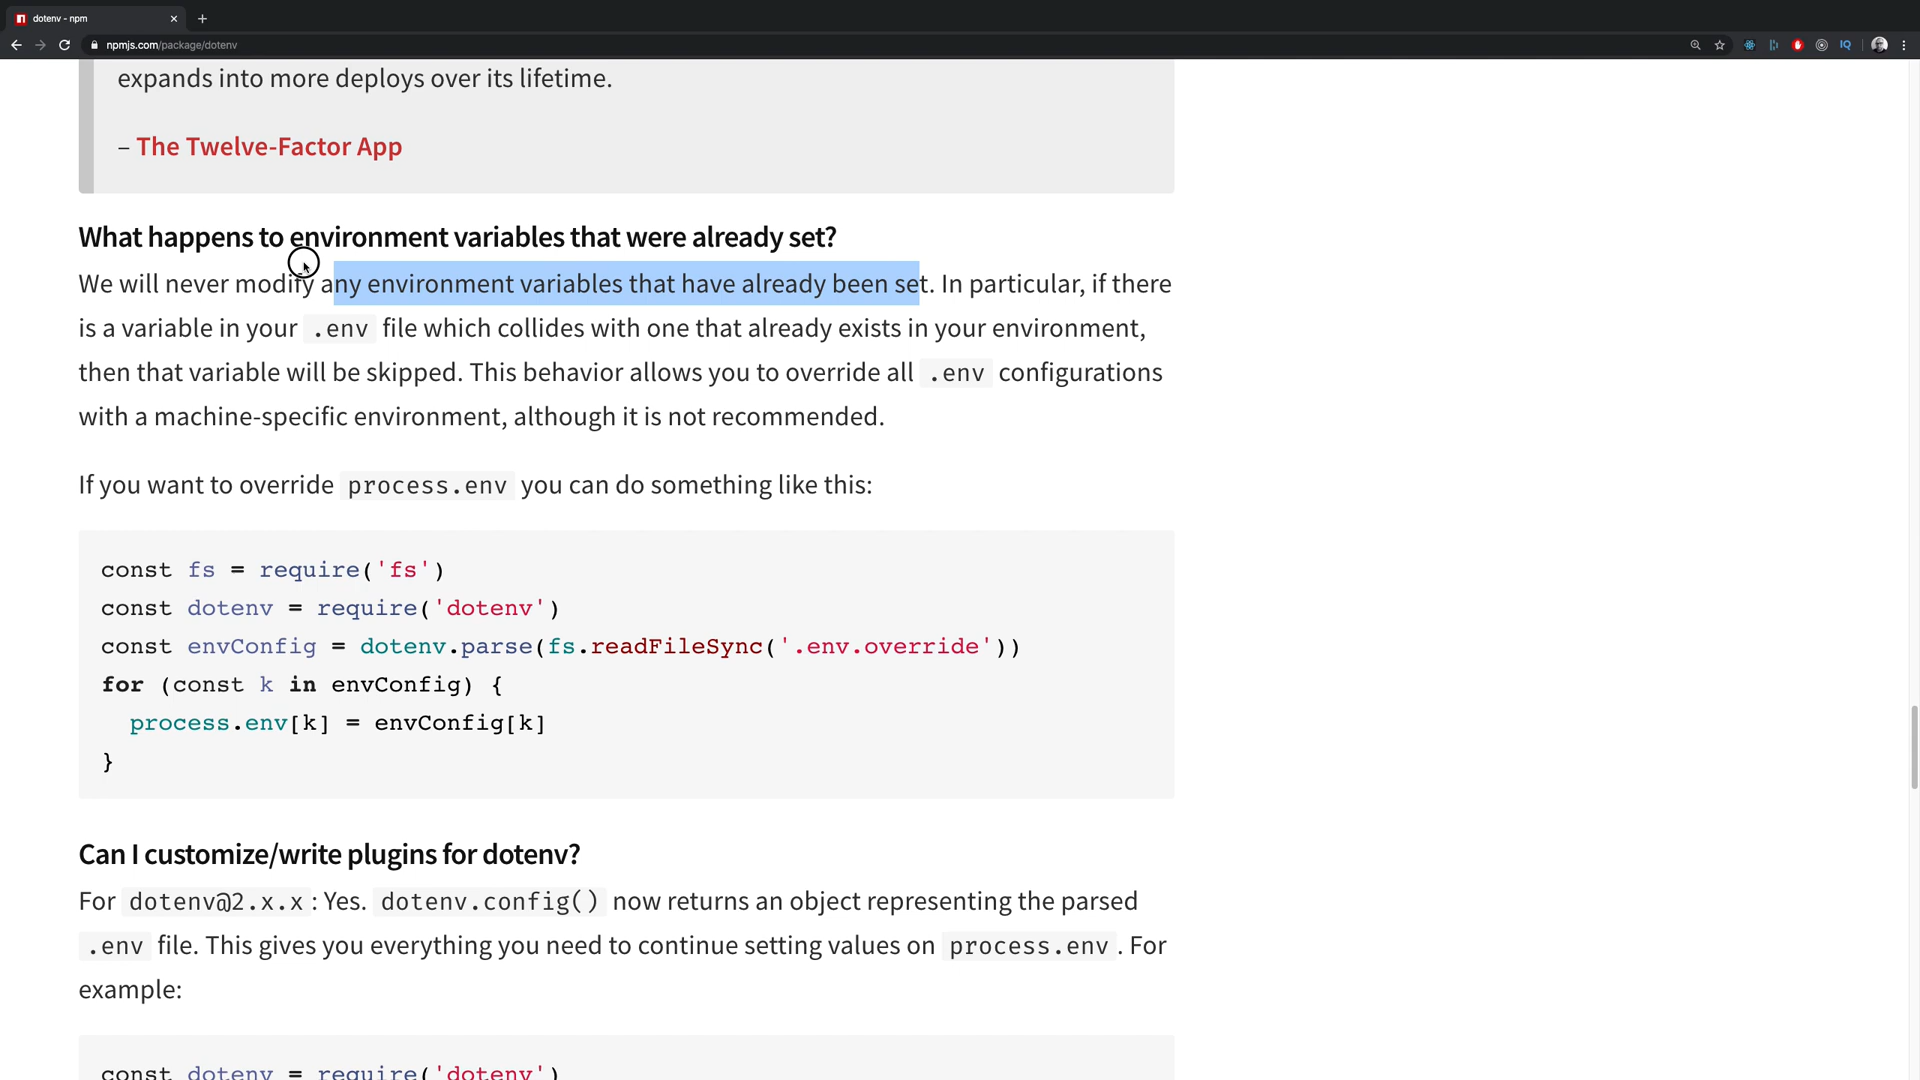 dotenv - npm
npmjs.com/package/dotenv
IQ
expands into more deploys over its lifetime.
– The Twelve-Factor App
What happens to environment variables that were already set?
We will never modify any environment variables that have already been set. In particular, if there
is a variable in your .env file which collides with one that already exists in your environment,
then that variable will be skipped. This behavior allows you to override all .env configurations
with a machine-specific environment, although it is not recommended.
If you want to override process.env you can do something like this:
const fs = require('fs')
const dotenv = require('dotenv')
const envConfig = dotenv.parse(fs.readFileSync('.env.override'))
for (const k in envConfig) {
  process.env[k] = envConfig[k]
}
Can I customize/write plugins for dotenv?
For dotenv@2.x.x: Yes. dotenv.config() now returns an object representing the parsed
.env file. This gives you everything you need to continue setting values on process.env. For
example:
const dotenv = require('dotenv')